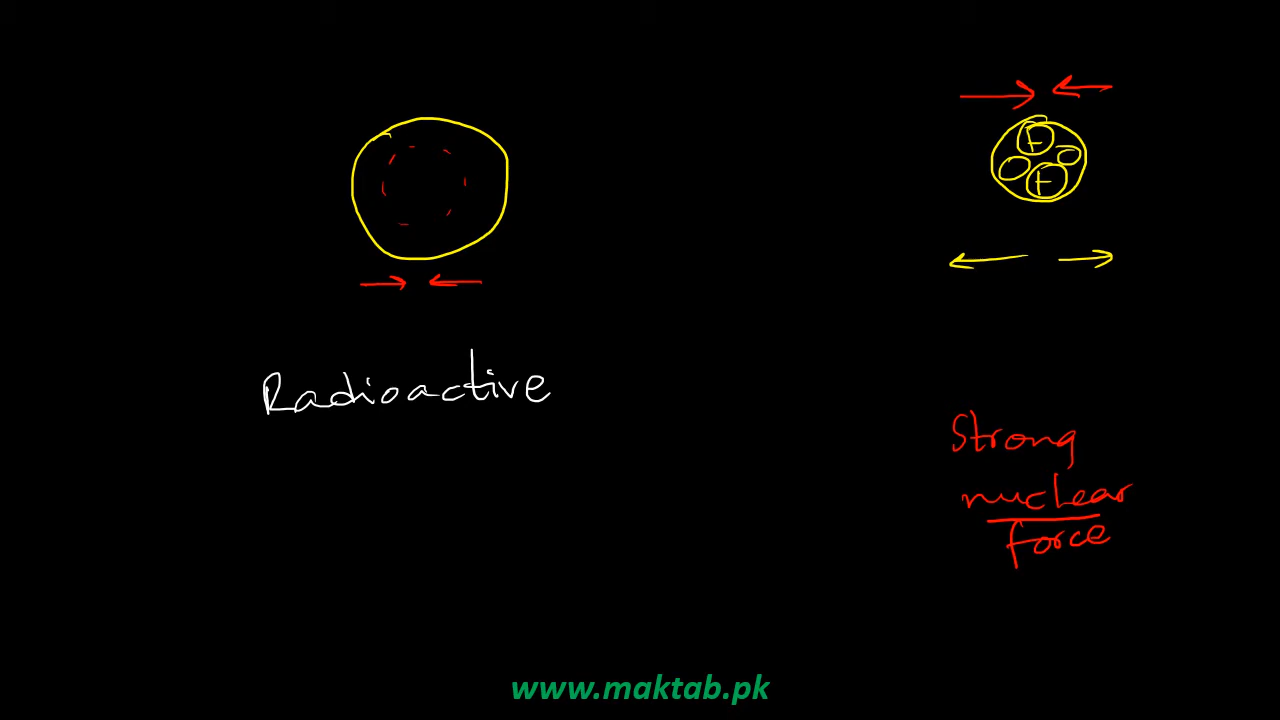 +
+
Radioactive
Strong
nuclear
force
www.maktab.pk